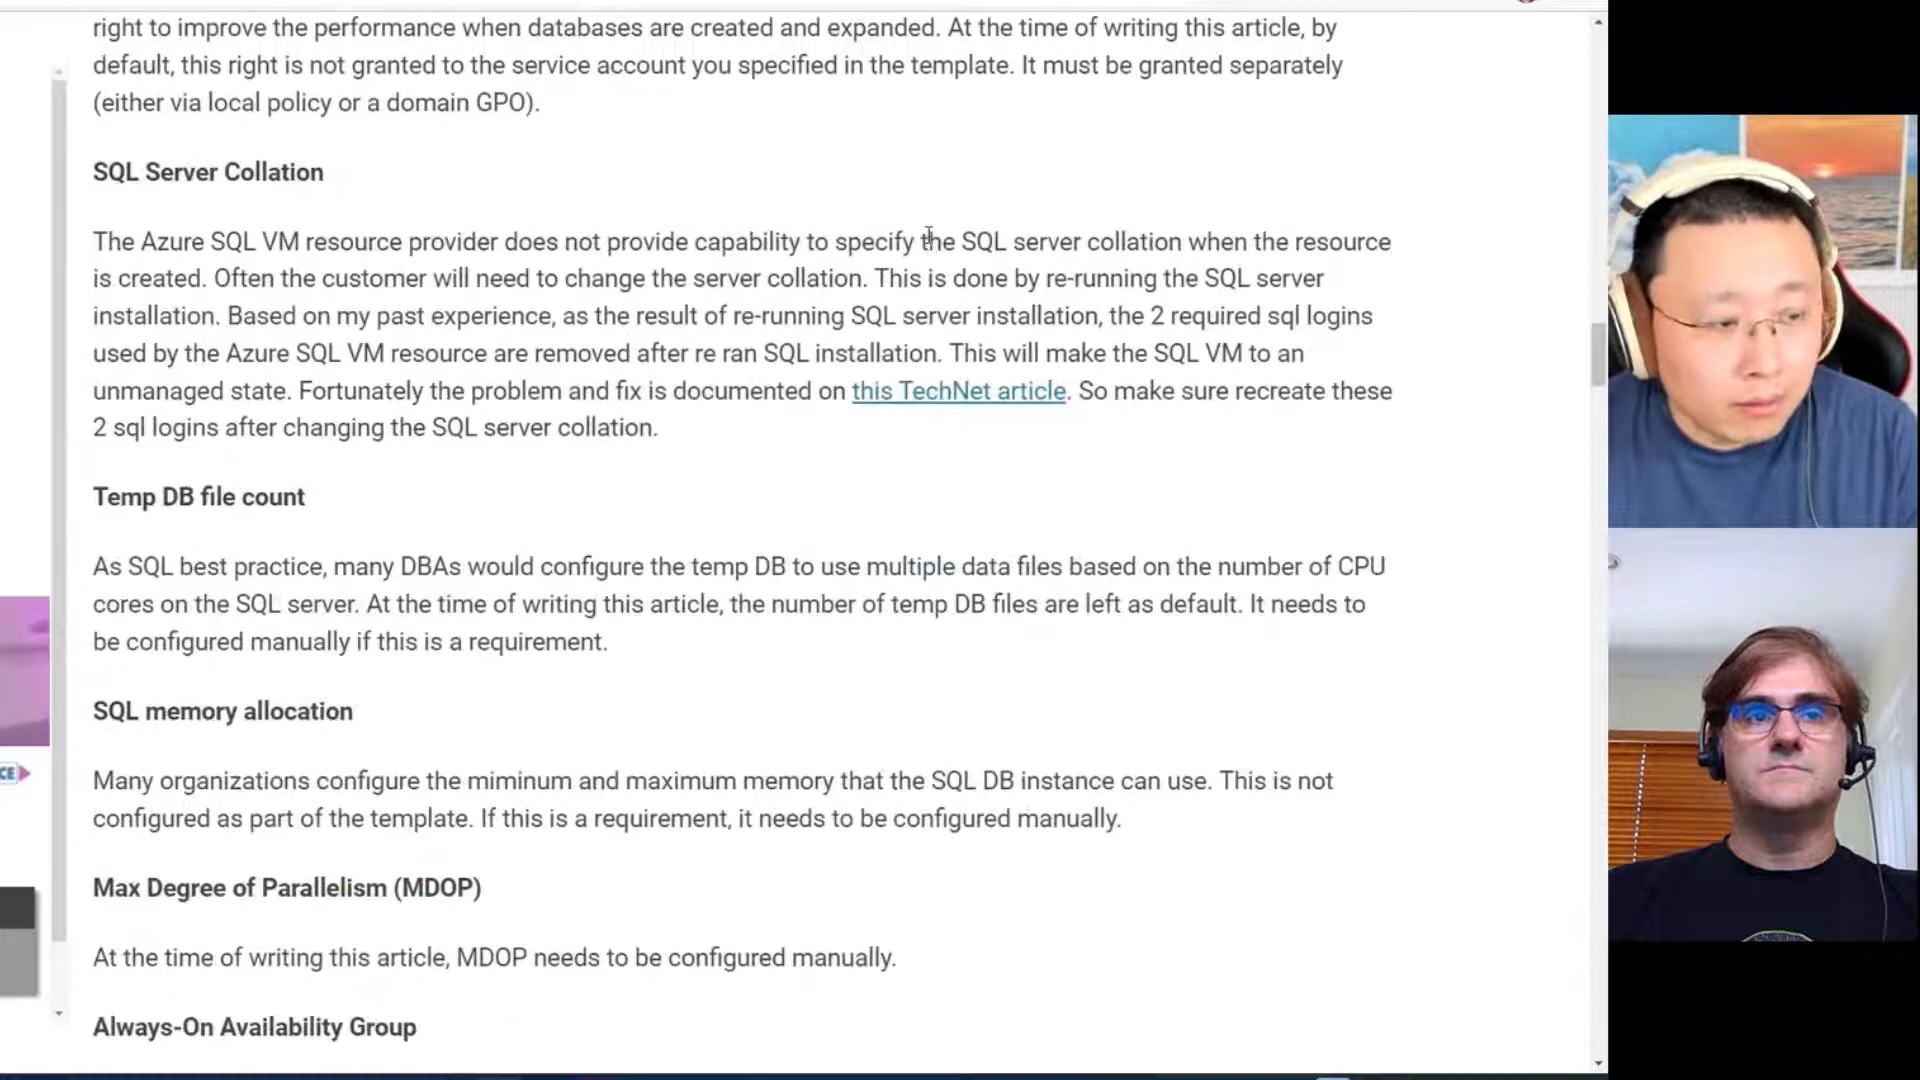 right to improve the performance when databases are created and expanded. At the time of writing this article, by
default, this right is not granted to the service account you specified in the template. It must be granted separately
(either via local policy or a domain GPO).
SQL Server Collation
The Azure SQL VM resource provider does not provide capability to specify the SQL server collation when the resource
is created. Often the customer will need to change the server collation. This is done by re-running the SQL server
installation. Based on my past experience, as the result of re-running SQL server installation, the 2 required sql logins
used by the Azure SQL VM resource are removed after re ran SQL installation. This will make the SQL VM to an
unmanaged state. Fortunately the problem and fix is documented on this TechNet article. So make sure recreate these
2 sql logins after changing the SQL server collation.
Temp DB file count
As SQL best practice, many DBAs would configure the temp DB to use multiple data files based on the number of CPU
cores on the SQL server. At the time of writing this article, the number of temp DB files are left as default. It needs to
be configured manually if this is a requirement.
SQL memory allocation
Many organizations configure the miminum and maximum memory that the SQL DB instance can use. This is not
configured as part of the template. If this is a requirement, it needs to be configured manually.
CE
Max Degree of Parallelism (MDOP)
At the time of writing this article, MDOP needs to be configured manually.
Always-On Availability Group